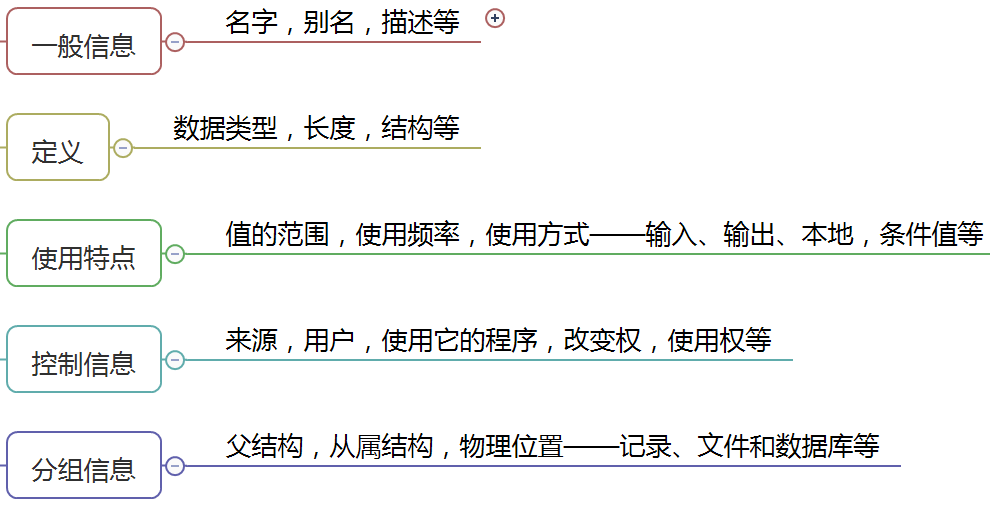 一般信息
名字，别名，描述等
定义
数据类型，长度，结构等
使用特点
值的范围，使用频率，使用方式——输入、输出、本地，条件值等
控制信息
来源，用户，使用它的程序，改变权，使用权等
分组信息
父结构，从属结构，物理位置——记录、文件和数据库等